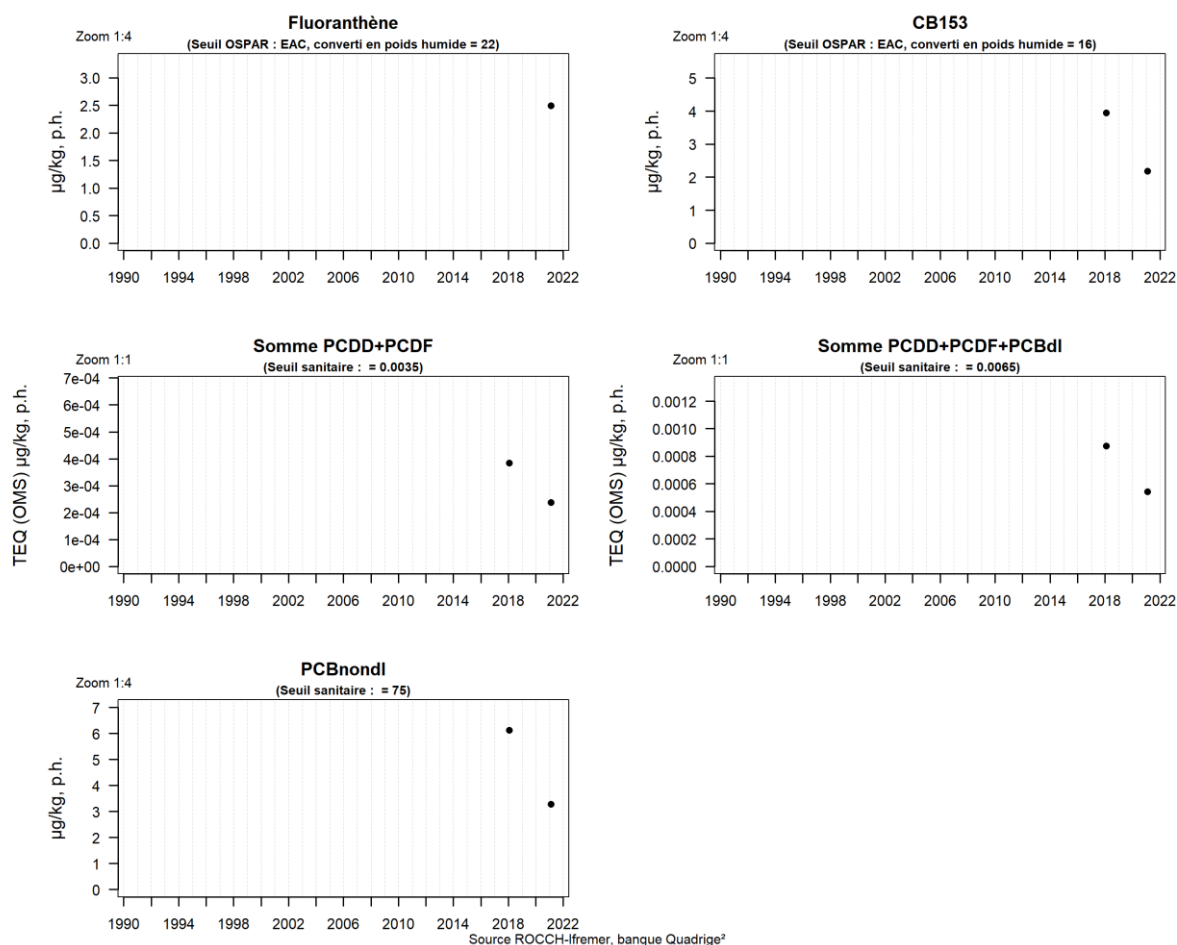 Fluoranthène
Zoom 1:4
(Seuil OSPAR : EAC, converti en poids humide = 22)
µg/kg, p.h.
3.0
2.5
2.0
1.5
1.0
0.5
0.0
1990 1994 1998 2002 2006 2010 2014 2018 2022
CB153
Zoom 1:4
(Seuil OSPAR : EAC, converti en poids humide = 16)
µg/kg, p.h.
5
4
3
2
1
0
1990 1994 1998 2002 2006 2010 2014 2018 2022
Somme PCDD+PCDF
Zoom 1:1
(Seuil sanitaire : = 0.0035)
TEQ (OMS) µg/kg, p.h.
7e-04
6e-04
5e-04
4e-04
3e-04
2e-04
1e-04
0e+00
1990 1994 1998 2002 2006 2010 2014 2018 2022
Somme PCDD+PCDF+PCBdl
Zoom 1:1
(Seuil sanitaire : = 0.0065)
TEQ (OMS) µg/kg, p.h.
0.0012
0.0010
0.0008
0.0006
0.0004
0.0002
0.0000
1990 1994 1998 2002 2006 2010 2014 2018 2022
PCBnondl
Zoom 1:4
(Seuil sanitaire : = 75)
µg/kg, p.h.
7
6
5
4
3
2
1
0
1990 1994 1998 2002 2006 2010 2014 2018 2022
Source ROCCH-Ifremer, banque Quadrige²